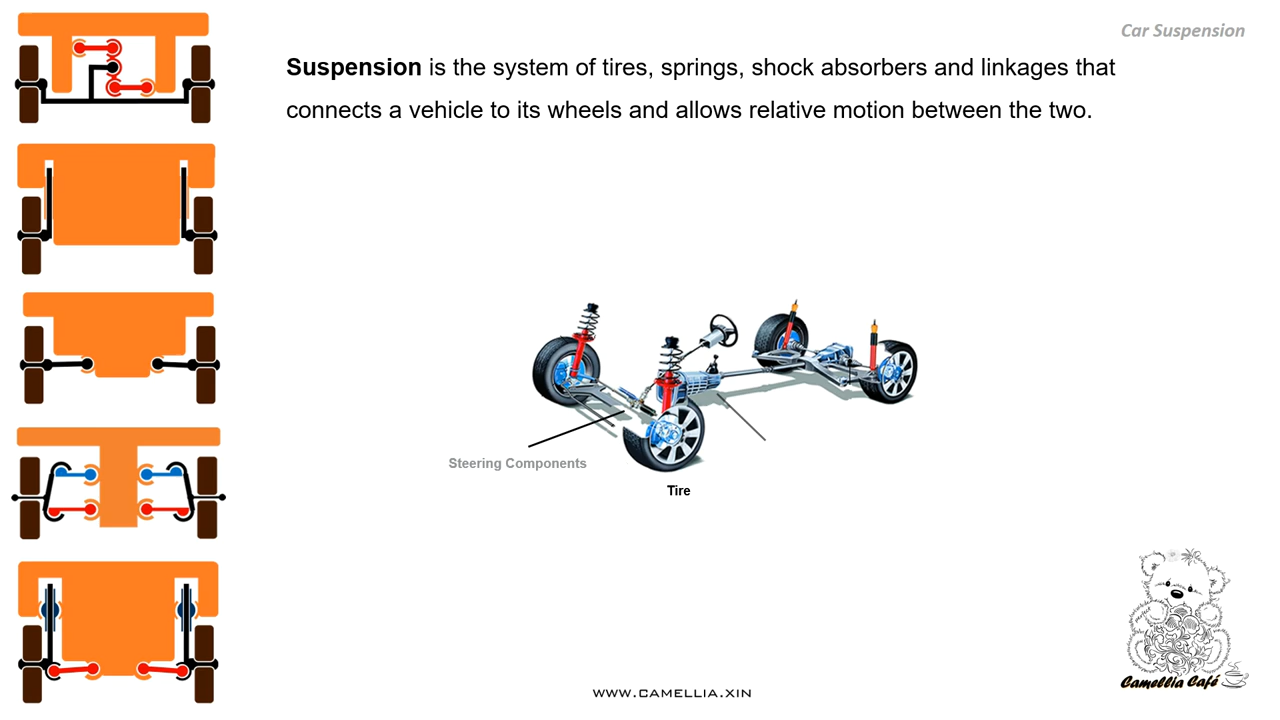 Car Suspension
Suspension is the system of tires, springs, shock absorbers and linkages that
connects a vehicle to its wheels and allows relative motion between the two.
Steering Components
Tire
Camellia Café
WWW.CAMELLIA.XIN